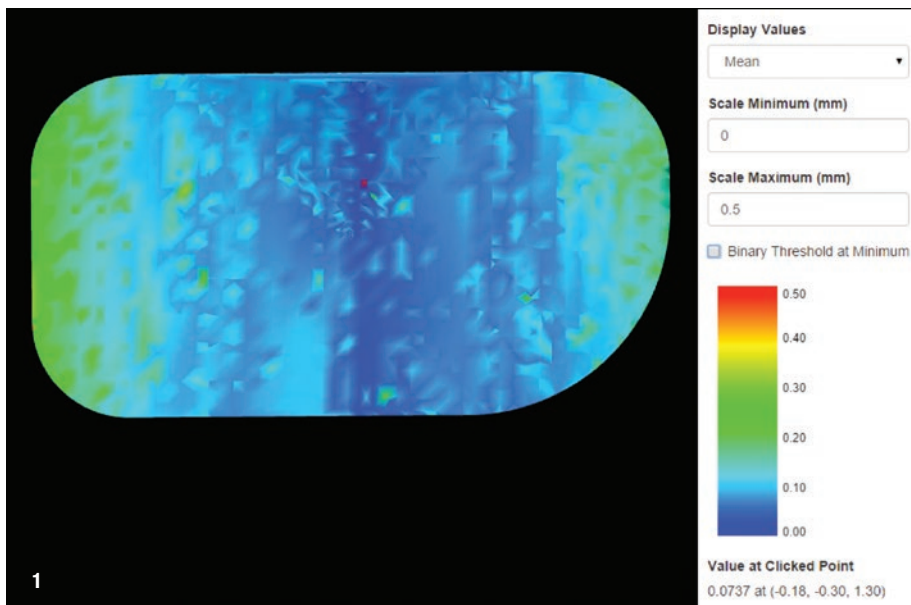 Display Values
Mean
Scale Minimum (mm)
0
Scale Maximum (mm)
0.5
Binary Threshold at Minimum
0.50
0.40
0.30
0.20
0.10
0.00
Value at Clicked Point
0.0737 at (-0.18, -0.30, 1.30)
1